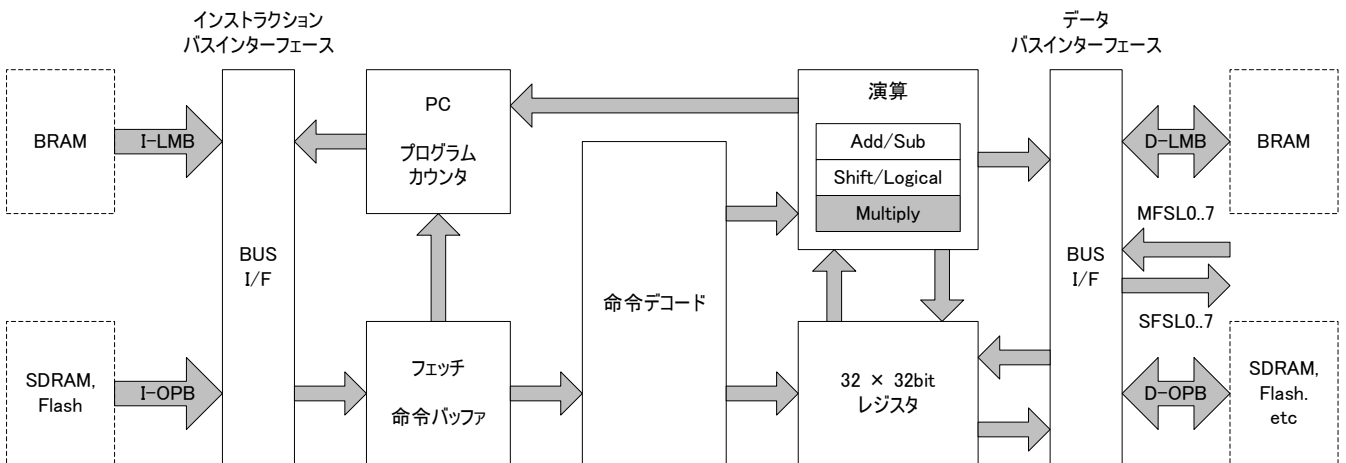 インストラクション
バスインターフェース
データ
バスインターフェース
BRAM
I-LMB
PC
プログラム
カウンタ
演算
Add/Sub
Shift/Logical
Multiply
D-LMB
BRAM
MFSL0..7
BUS
I/F
命令デコード
BUS
I/F
SFSL0..7
SDRAM,
Flash
I-OPB
フェッチ
命令バッファ
32 × 32bit
レジスタ
D-OPB
SDRAM,
Flash.
etc